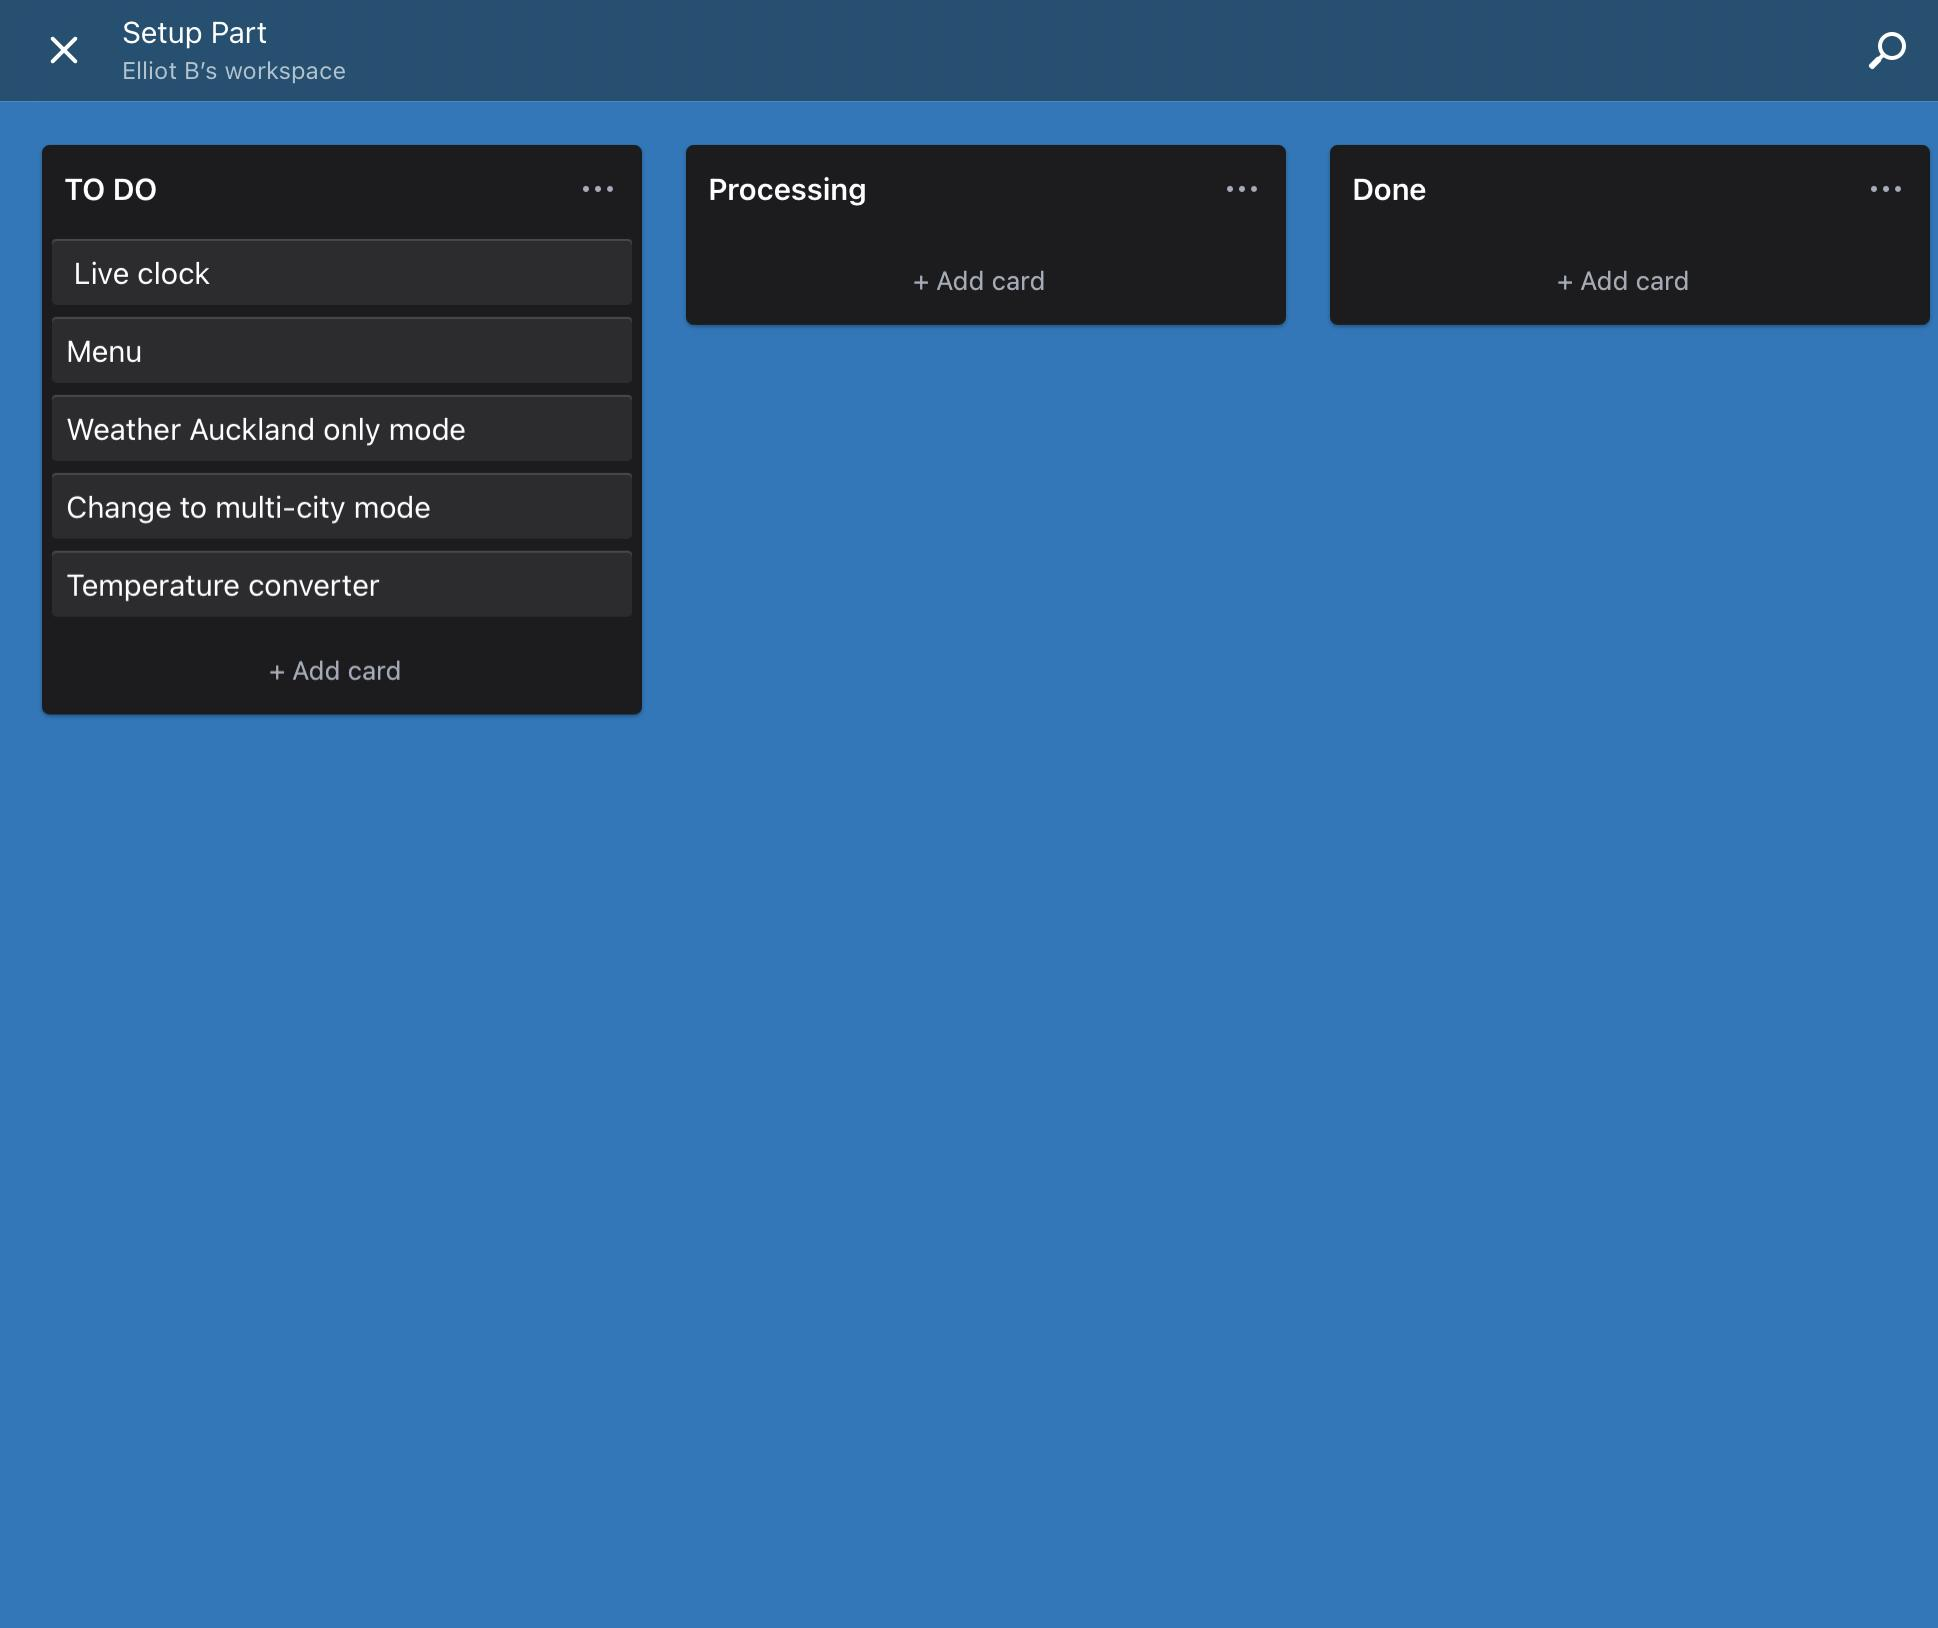 Setup Part
Elliot B’s workspace
TO DO
Live clock
Menu
Weather Auckland only mode
Change to multi-city mode
Temperature converter
+ Add card
Processing
+ Add card
Done
+ Add card